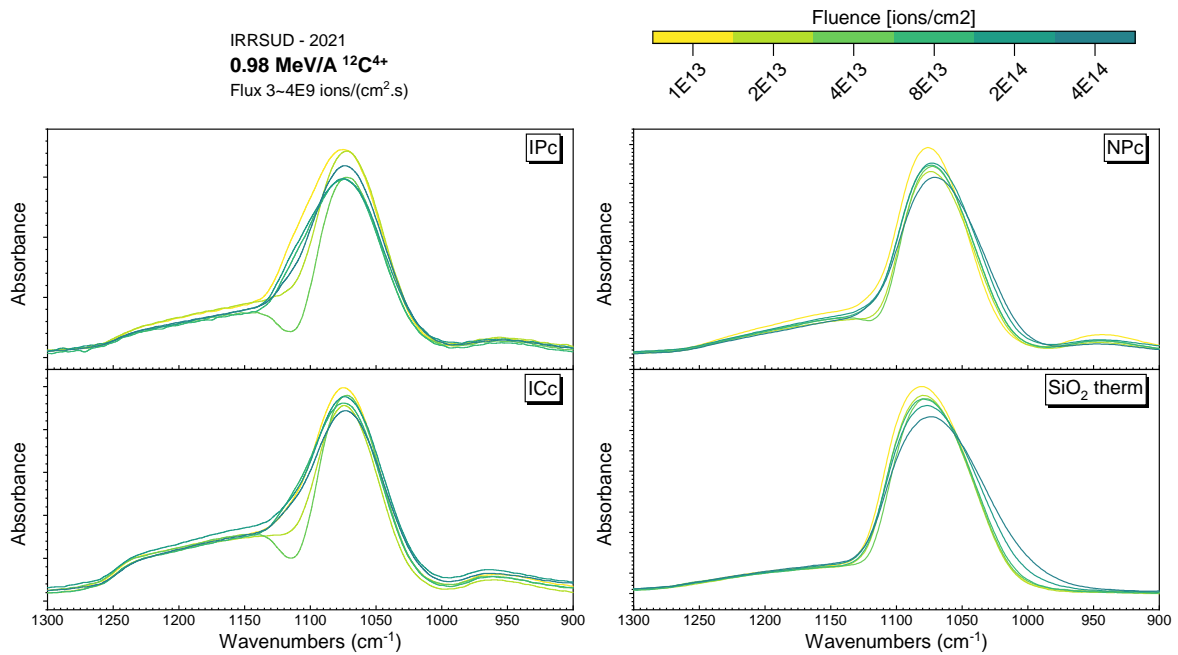 IRRSUD - 2021
0.98 MeV/A ¹²C⁴⁺
Flux 3~4E9 ions/(cm².s)
Fluence [ions/cm2]
1E13 2E13 4E13 8E13 2E14 4E14
IPc
NPc
Absorbance
Absorbance
ICc
SiO₂ therm
Absorbance
Absorbance
1300 1250 1200 1150 1100 1050 1000 950 900
1300 1250 1200 1150 1100 1050 1000 950 900
Wavenumbers (cm⁻¹)
Wavenumbers (cm⁻¹)